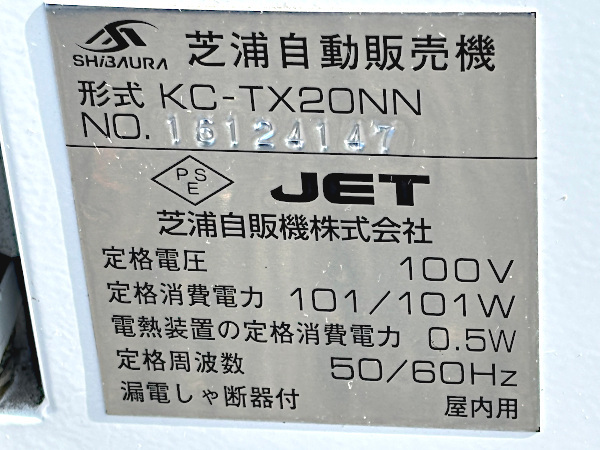 SHiBAURA 芝浦自動販売機
形式 KC-TX20NN
NO. 16124147
PSE JET
芝浦自販機株式会社
定格電圧 100V
定格消費電力 101/101W
電熱装置の定格消費電力 0.5W
定格周波数 50/60Hz
漏電しゃ断器付 屋内用